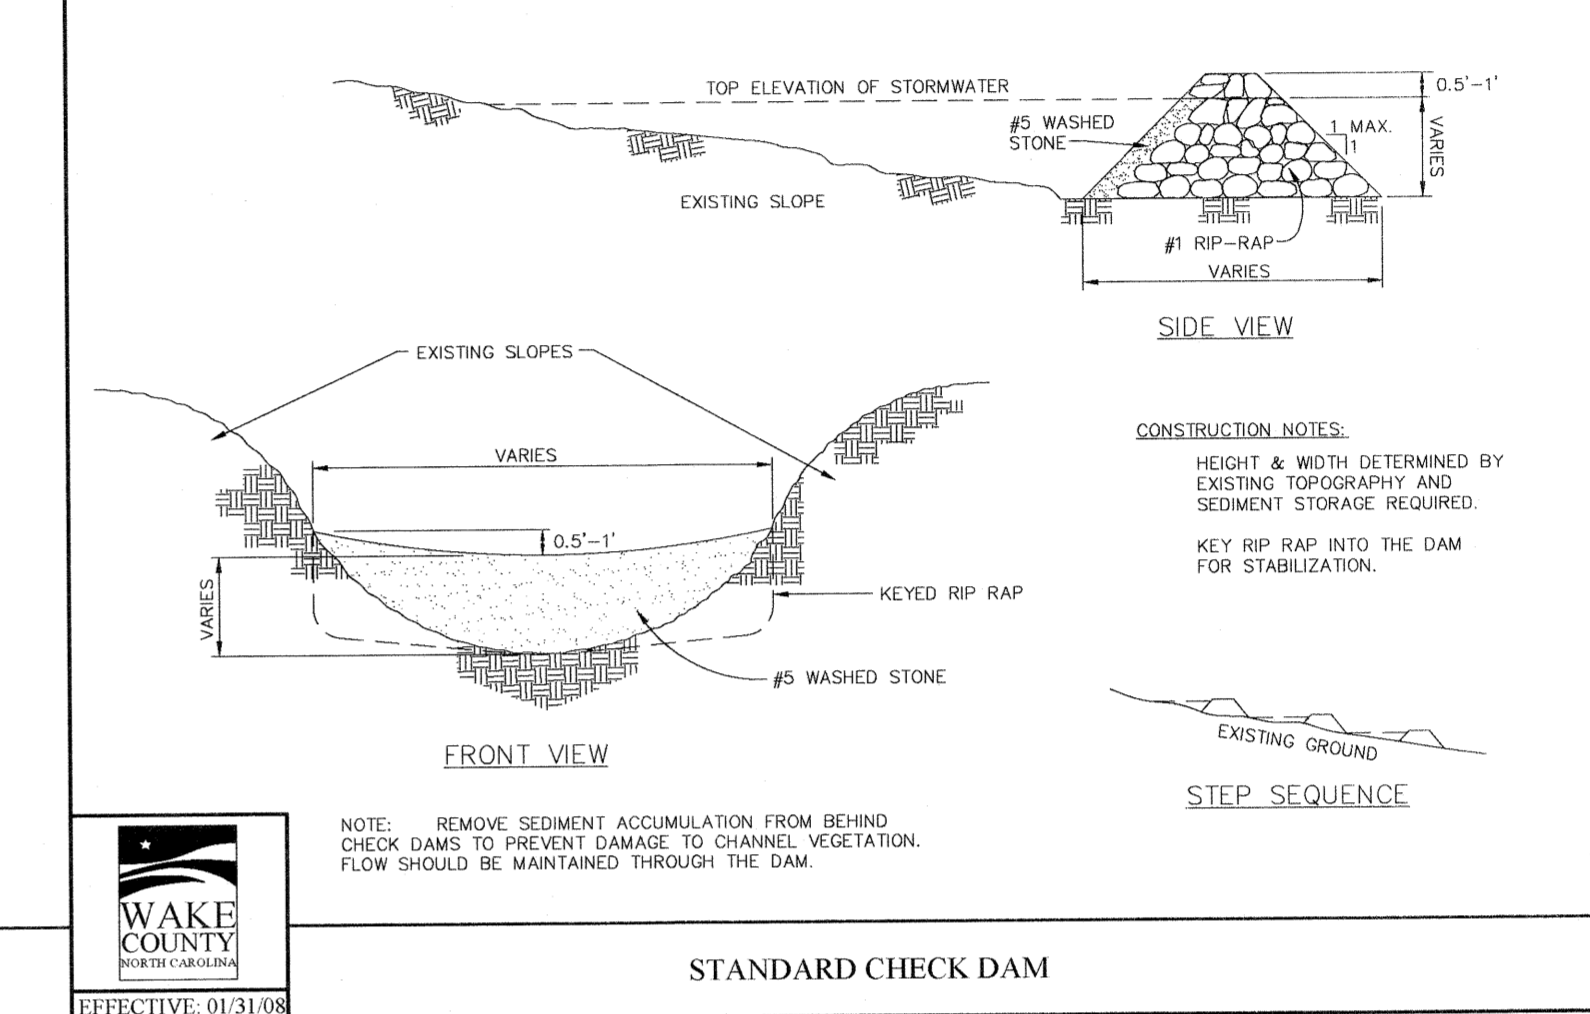 TOP ELEVATION OF STORMWATER
0.5'-1'
#5 WASHED
STONE
1 MAX.
1
VARIES
EXISTING SLOPE
#1 RIP-RAP
VARIES
SIDE VIEW
EXISTING SLOPES
VARIES
0.5'-1'
VARIES
KEYED RIP RAP
#5 WASHED STONE
FRONT VIEW
CONSTRUCTION NOTES:
HEIGHT & WIDTH DETERMINED BY
EXISTING TOPOGRAPHY AND
SEDIMENT STORAGE REQUIRED.
KEY RIP RAP INTO THE DAM
FOR STABILIZATION.
EXISTING GROUND
STEP SEQUENCE
NOTE: REMOVE SEDIMENT ACCUMULATION FROM BEHIND
CHECK DAMS TO PREVENT DAMAGE TO CHANNEL VEGETATION.
FLOW SHOULD BE MAINTAINED THROUGH THE DAM.
WAKE
COUNTY
NORTH CAROLINA
EFFECTIVE: 01/31/08
STANDARD CHECK DAM